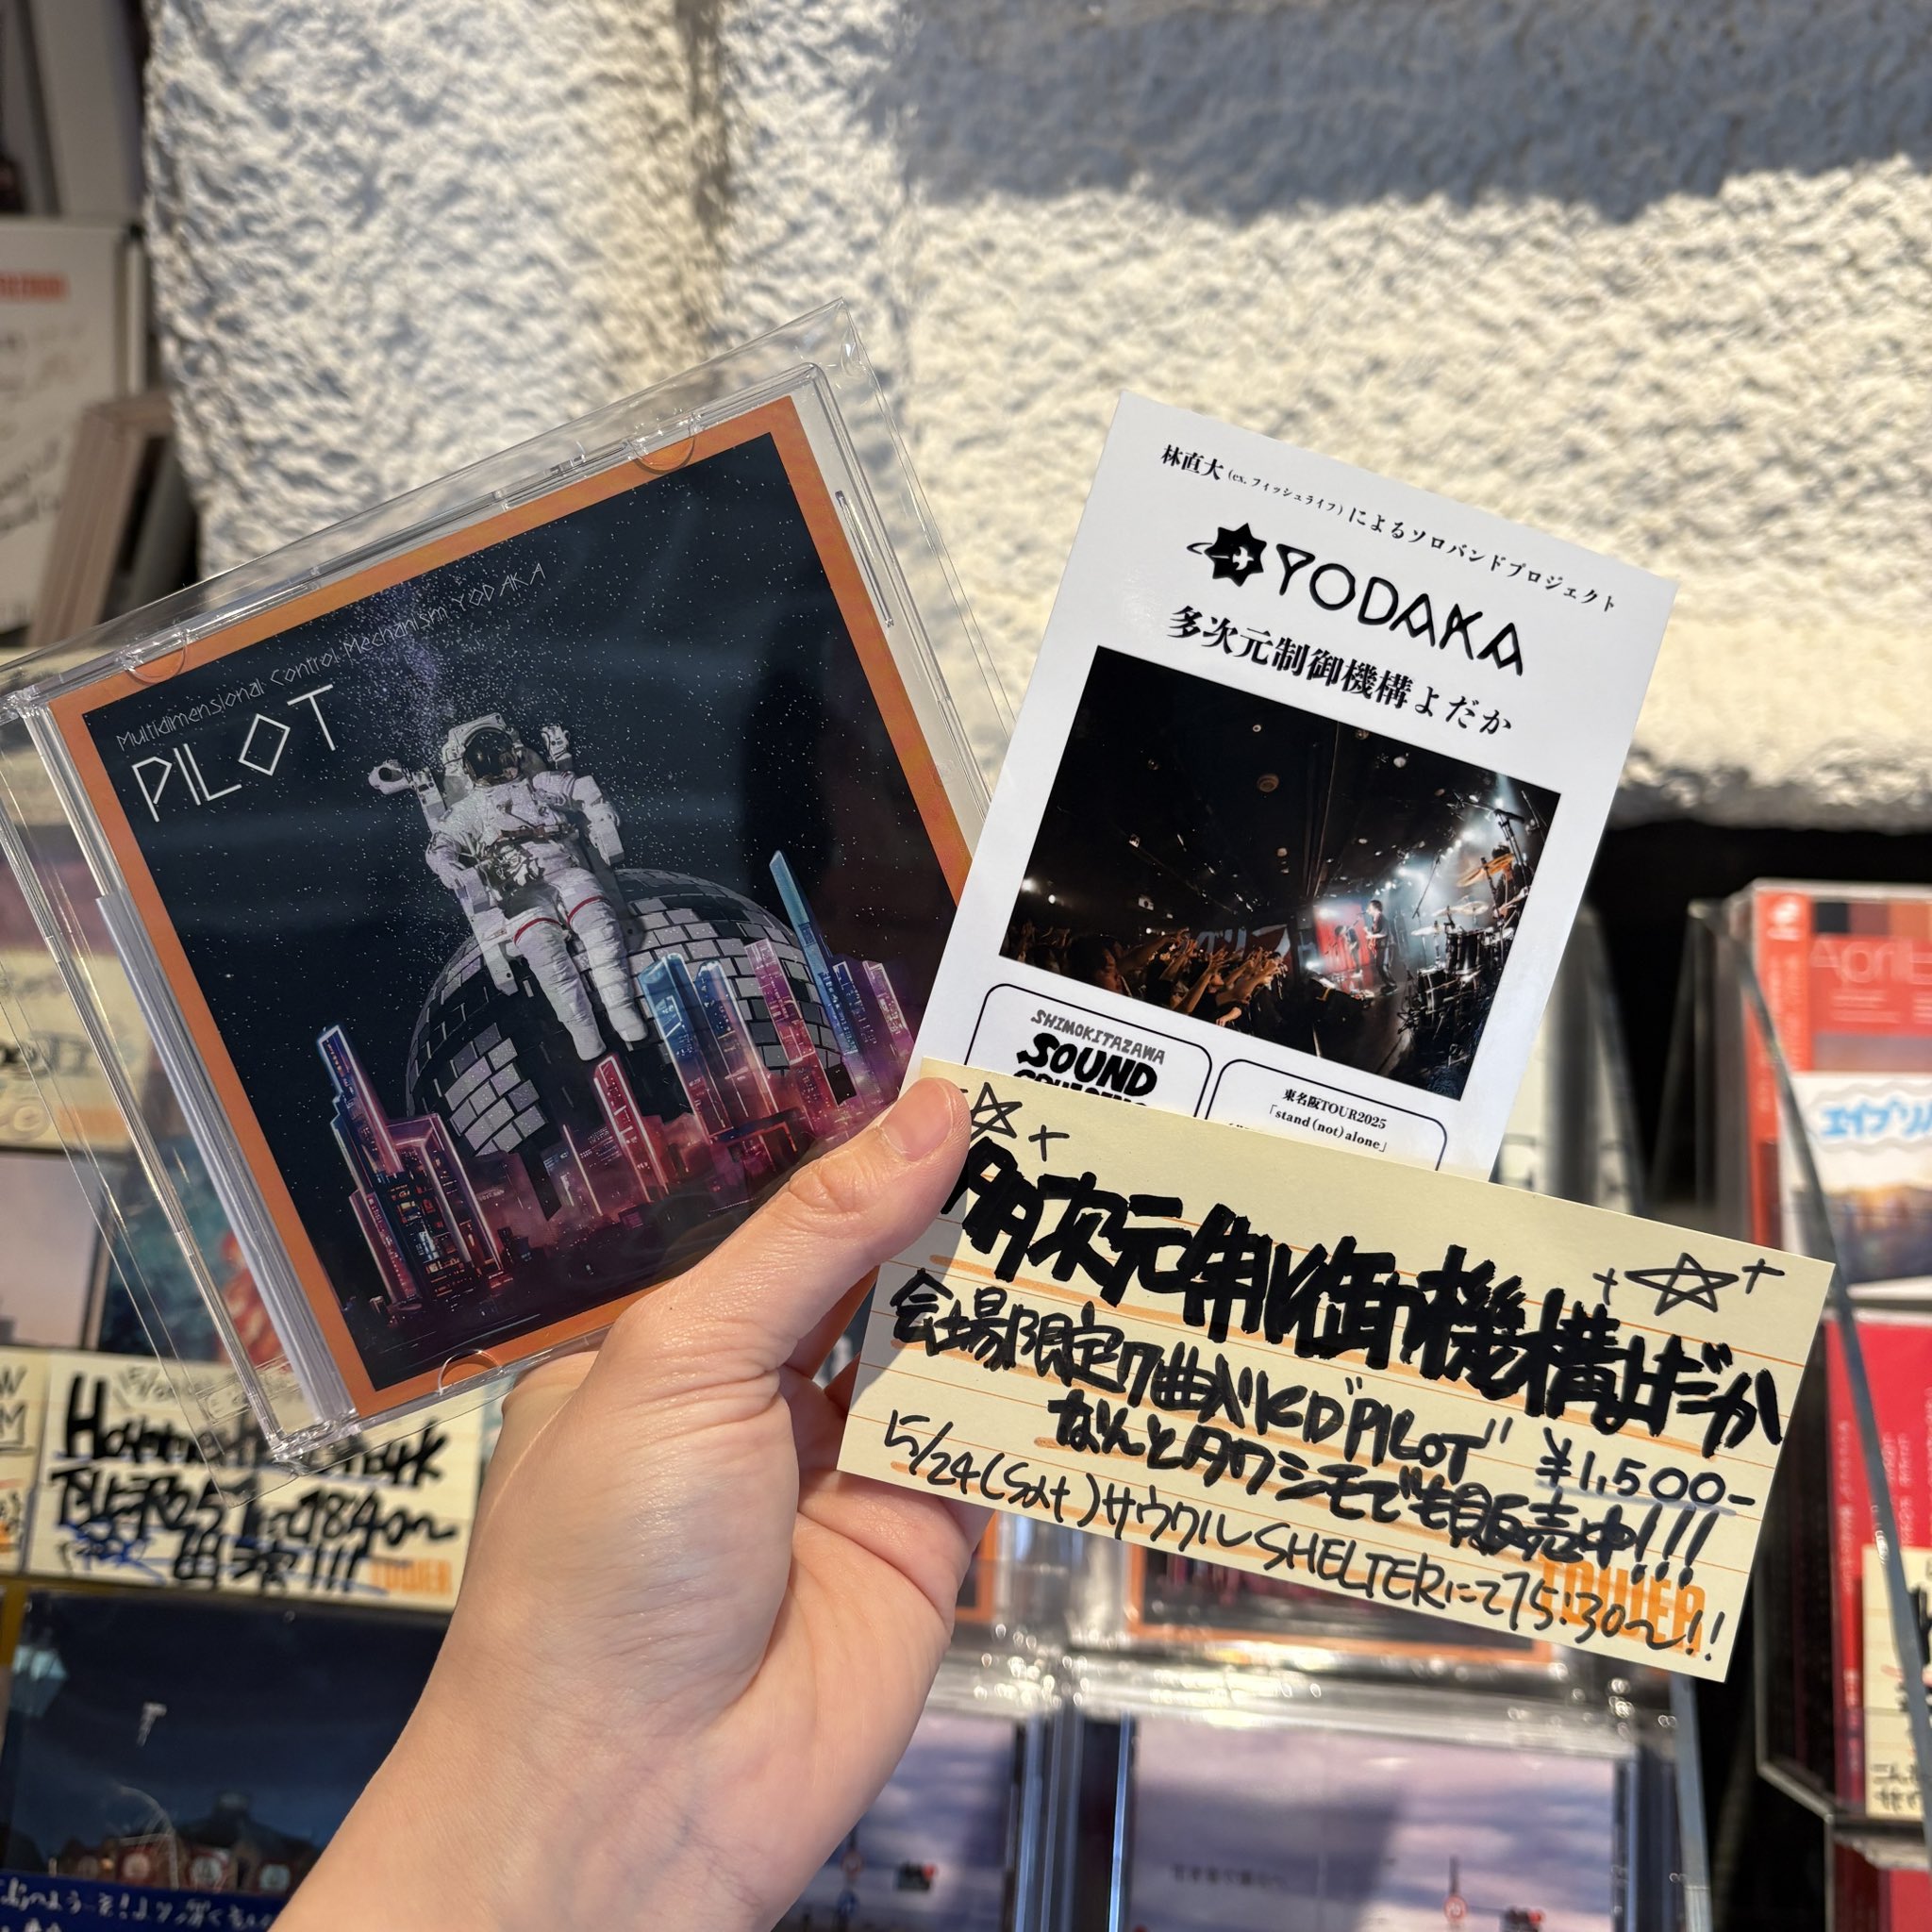 Multidimensional Control Mechanism YODAKA
PILOT
林直大 (ex. フィッシュライフ) によるソロバンドプロジェクト
YODAKA
多次元制御機構よだか
SHIMOKITAZAWA
SOUND
東名阪TOUR2025
「stand (not) alone」
多次元制御機構よだか
会場限定7曲入りCD"PILOT" ¥1,500-
なんとタワシモでも販売中!!!
5/24(Sat)サウクルSHELTERにて15:30〜!!
TOWER
出演!!!
TOWER
April
エイプリル